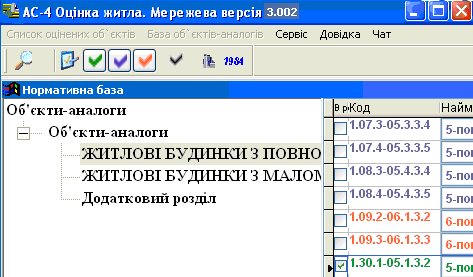 АС-4 Оцінка житла. Мережева версія 3.002
Список оцінених об`єктів База об`єктів-аналогів Сервіс Довідка Чат
1984
Нормативна база
Об'єкти-аналоги
Об'єкти-аналоги
ЖИТЛОВІ БУДИНКИ З ПОВНО
ЖИТЛОВІ БУДИНКИ З МАЛОМ
Додатковий розділ
В р Код Найм
1.07.3-05.3.3.4 5-пов
1.07.4-05.3.3.5 5-пов
1.08.3-05.4.3.4 5-пов
1.08.4-05.4.3.5 5-пов
1.09.2-06.1.3.2 6-пов
1.09.3-06.1.3.3 6-пов
1.30.1-05.1.3.2 5-пов